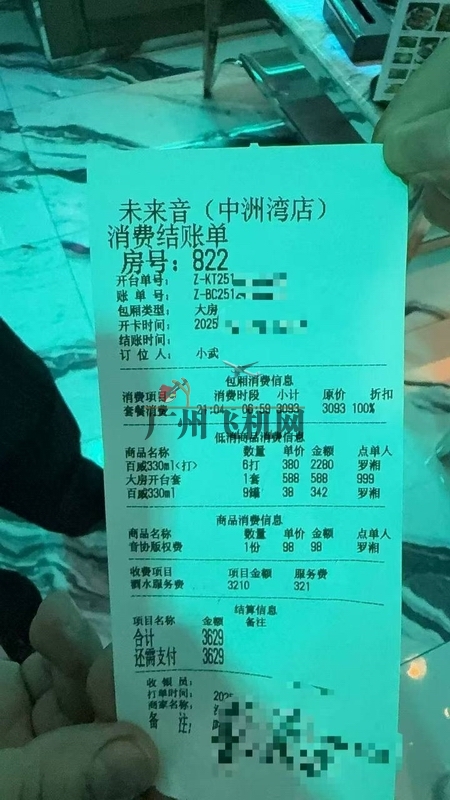 未来音（中洲湾店）
消费结账单
房号：822
开台单号： Z-KT251
账 单 号： Z-BC251
包厢类型： 大房
开卡时间： 2025
结账时间：
订 位 人： 小武
包厢消费信息
消费项目 消费时段 小计 原价 折扣
套餐消费 21:04 06:59 3093 3093 100%
广州飞机网
低消商品消费信息
商品名称 数量 单价 金额 点单人
百威330ml<打> 6打 380 2280 罗湘
大房开台套 1套 588 588 999
百威330ml 9罐 38 342 罗湘
商品消费信息
商品名称 数量 单价 金额 点单人
音协版权费 1份 98 98 罗湘
收费项目 项目金额 服务费
酒水服务费 3210 321
结算信息
项目名称 金额 备注
合计 3629
还需支付 3629
收 银 员：
打单时间： 202
商家名称：
备 注：